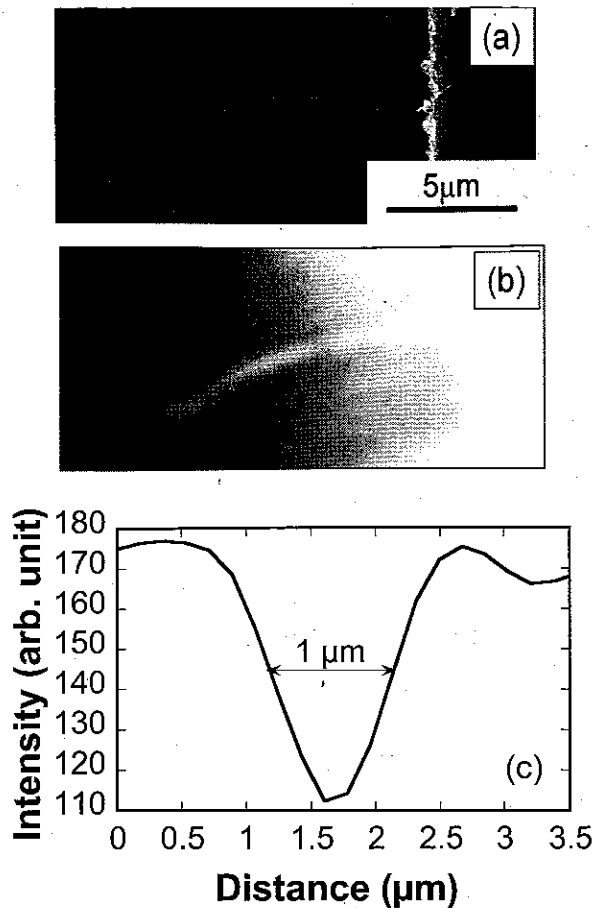 (a)
5μm
(b)
Intensity (arb. unit)
180
170
160
150
140
130
120
110
1 μm
(c)
0 0.5 1 1.5 2 2.5 3 3.5
Distance (μm)